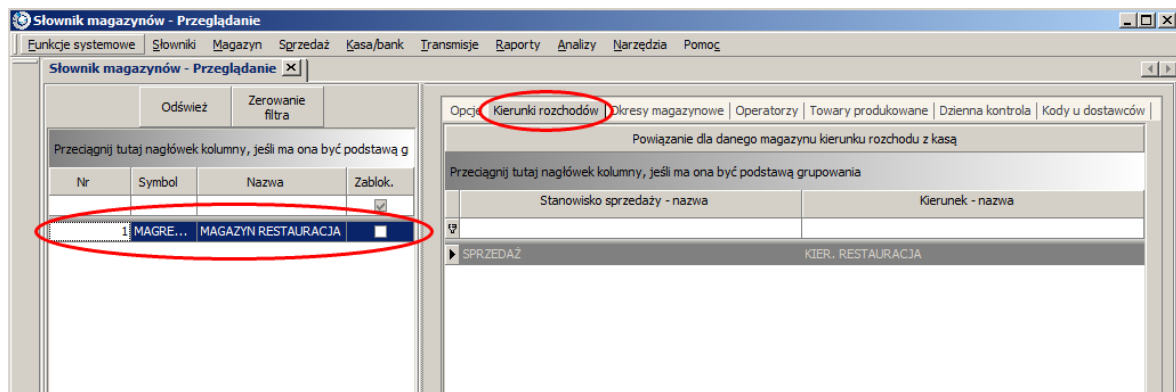 Słownik magazynów - Przeglądanie
Funkcje systemowe Słowniki Magazyn Sprzedaż Kasa/bank Transmisje Raporty Analizy Narzędzia Pomoc
Słownik magazynów - Przeglądanie
Odśwież
Zerowanie
filtra
Przeciągnij tutaj nagłówek kolumny, jeśli ma ona być podstawą g
Nr Symbol Nazwa Zablok.
1 MAGRE... MAGAZYN RESTAURACJA
Opcje Kierunki rozchodów Okresy magazynowe Operatorzy Towary produkowane Dzienna kontrola Kody u dostawców
Powiązanie dla danego magazynu kierunku rozchodu z kasą
Przeciągnij tutaj nagłówek kolumny, jeśli ma ona być podstawą grupowania
Stanowisko sprzedaży - nazwa Kierunek - nazwa
SPRZEDAŻ KIER. RESTAURACJA